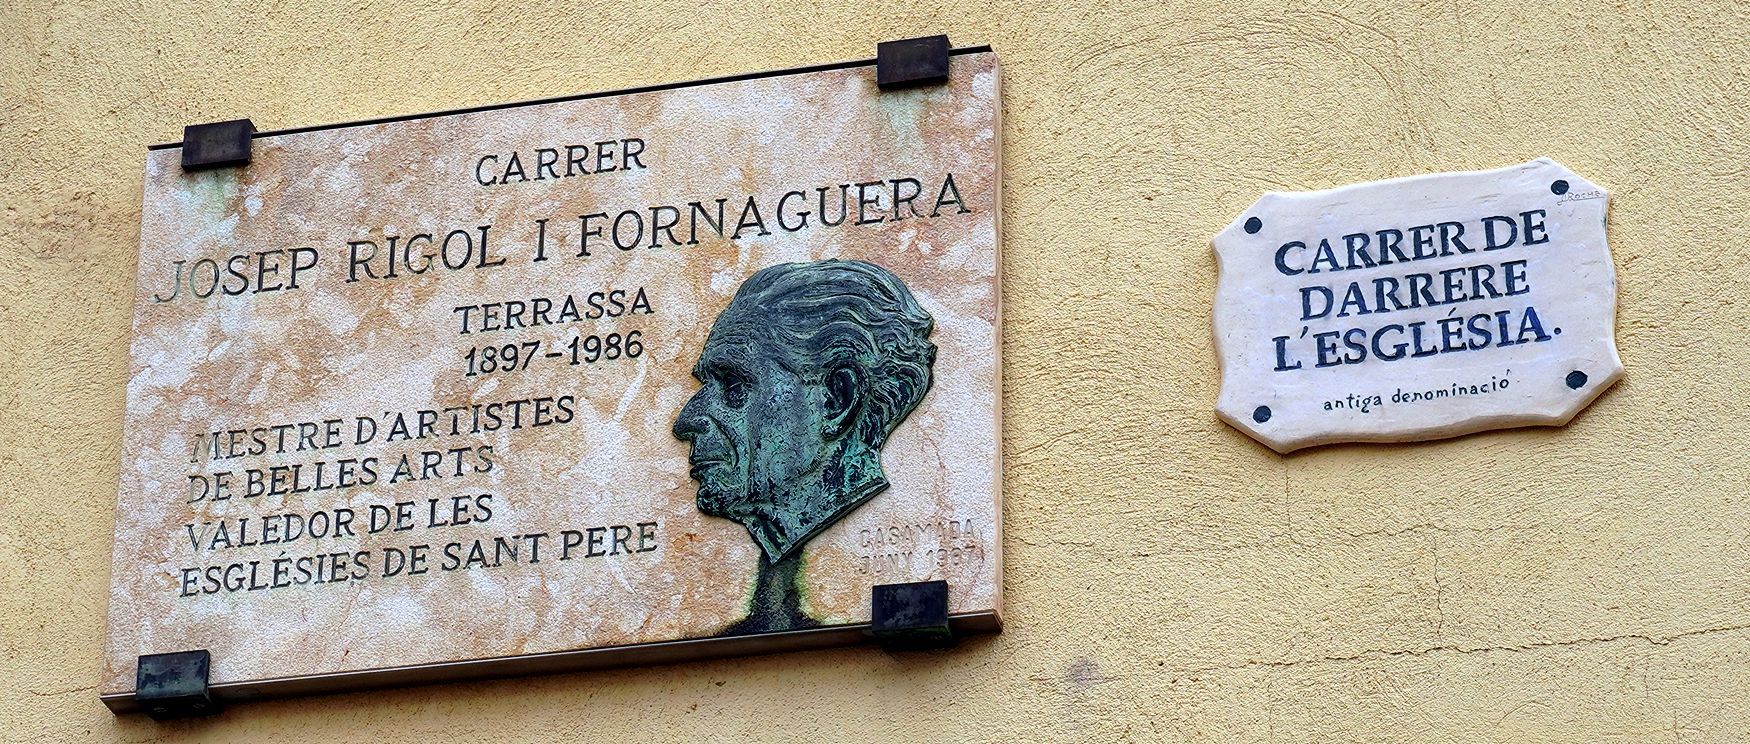 CARRER
JOSEP RIGOL I FORNAGUERA
TERRASSA
1897-1986
MESTRE D'ARTISTES
DE BELLES ARTS
VALEDOR DE LES
ESGLÉSIES DE SANT PERE
CASAMADA
JUNY 1987
CARRER DE
DARRERE
L'ESGLÉSIA.
antiga denominació